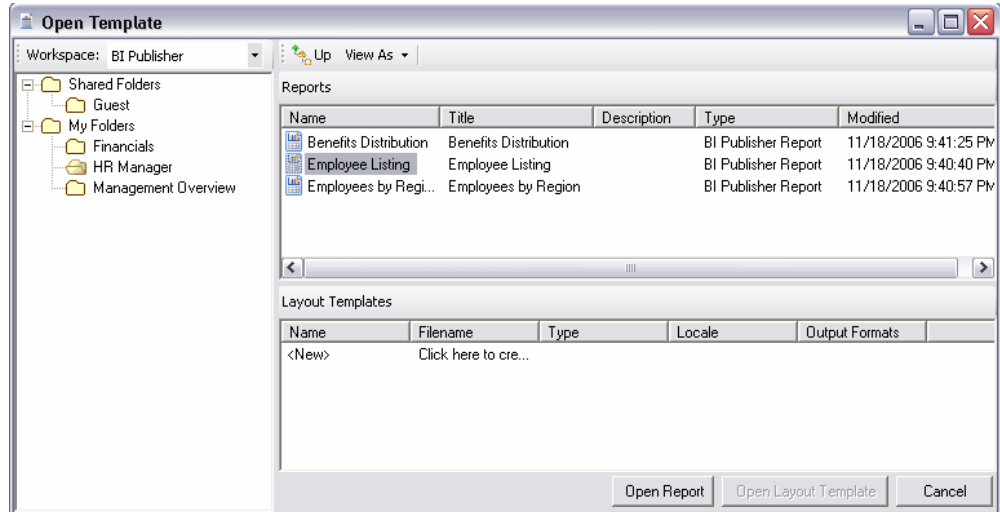 Open Template
Workspace: BI Publisher
Up View As
Shared Folders
Guest
My Folders
Financials
HR Manager
Management Overview
Reports
Name Title Description Type Modified
Benefits Distribution Benefits Distribution BI Publisher Report 11/18/2006 9:41:25 PM
Employee Listing Employee Listing BI Publisher Report 11/18/2006 9:40:40 PM
Employees by Regi... Employees by Region BI Publisher Report 11/18/2006 9:40:57 PM
Layout Templates
Name Filename Type Locale Output Formats
<New> Click here to cre...
Open Report Open Layout Template Cancel